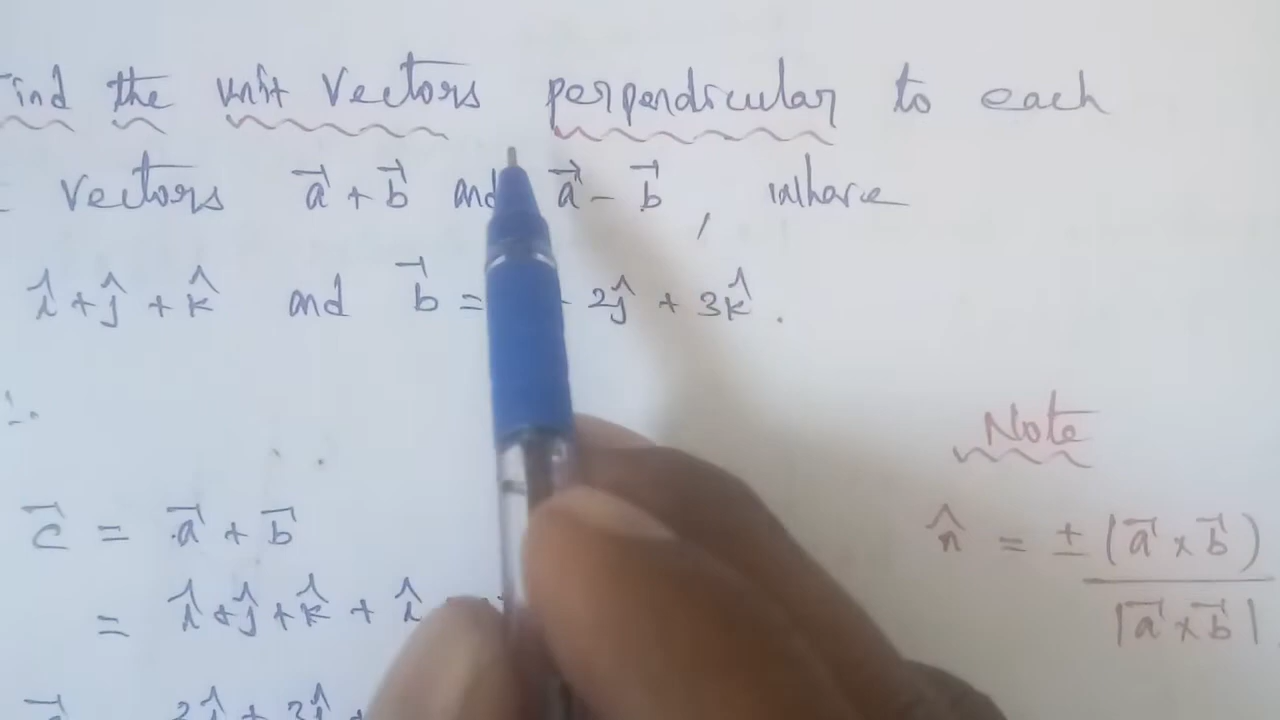 ind the unit vectors perpendicular to each
vectors a⃗ + b⃗ and a⃗ - b⃗, where
î + ĵ + k̂ and b⃗ = 2ĵ + 3k̂.
Note
c⃗ = a⃗ + b⃗
n̂ = ± (a⃗ × b⃗) / |a⃗ × b⃗|
= î + ĵ + k̂ + î